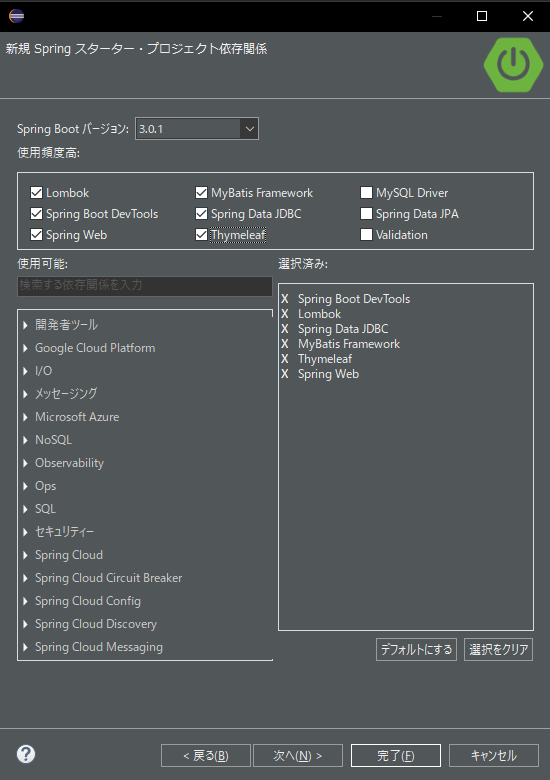 新規 Spring スターター・プロジェクト依存関係
Spring Boot バージョン: 3.0.1
使用頻度高:
Lombok MyBatis Framework MySQL Driver
Spring Boot DevTools Spring Data JDBC Spring Data JPA
Spring Web Thymeleaf Validation
使用可能: 選択済み:
検索する依存関係を入力
X Spring Boot DevTools
X Lombok
X Spring Data JDBC
X MyBatis Framework
X Thymeleaf
X Spring Web
開発者ツール
Google Cloud Platform
I/O
メッセージング
Microsoft Azure
NoSQL
Observability
Ops
SQL
セキュリティー
Spring Cloud
Spring Cloud Circuit Breaker
Spring Cloud Config
Spring Cloud Discovery
Spring Cloud Messaging
デフォルトにする 選択をクリア
? < 戻る(B) 次へ(N) > 完了(F) キャンセル